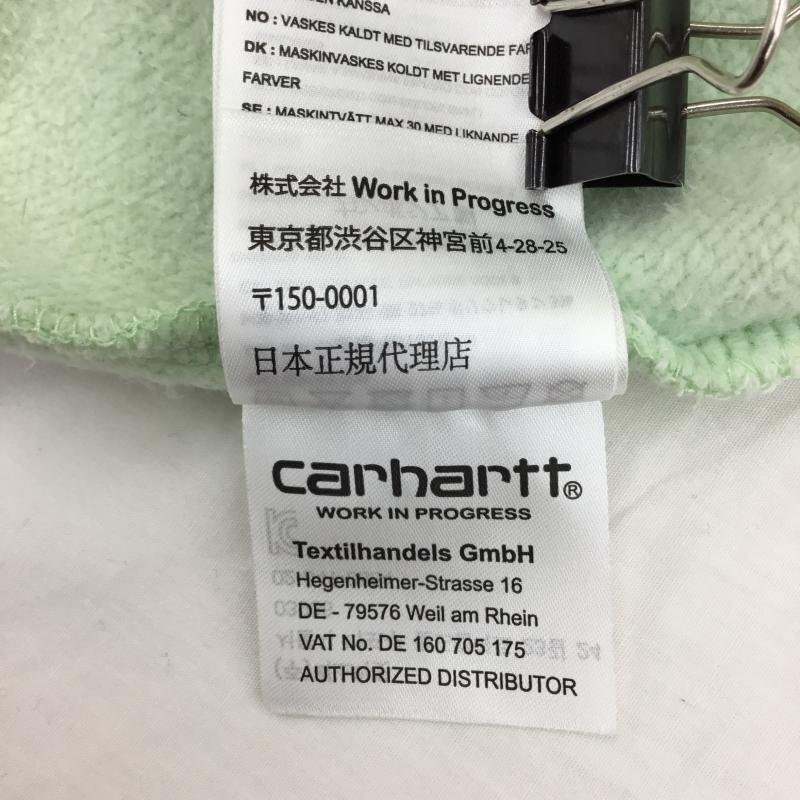 KANSSA
NO : VASKES KALDT MED TILSVARENDE
DK : MASKINVASKES KOLDT MET LIGNENDE
FARVER
SE : MASKINTVÄTT MAX 30 MED LIKNANDE
株式会社 Work in Progress
東京都渋谷区神宮前4-28-25
〒150-0001
日本正規代理店
carhartt®
WORK IN PROGRESS
Textilhandels GmbH
Hegenheimer-Strasse 16
DE - 79576 Weil am Rhein
VAT No. DE 160 705 175
AUTHORIZED DISTRIBUTOR